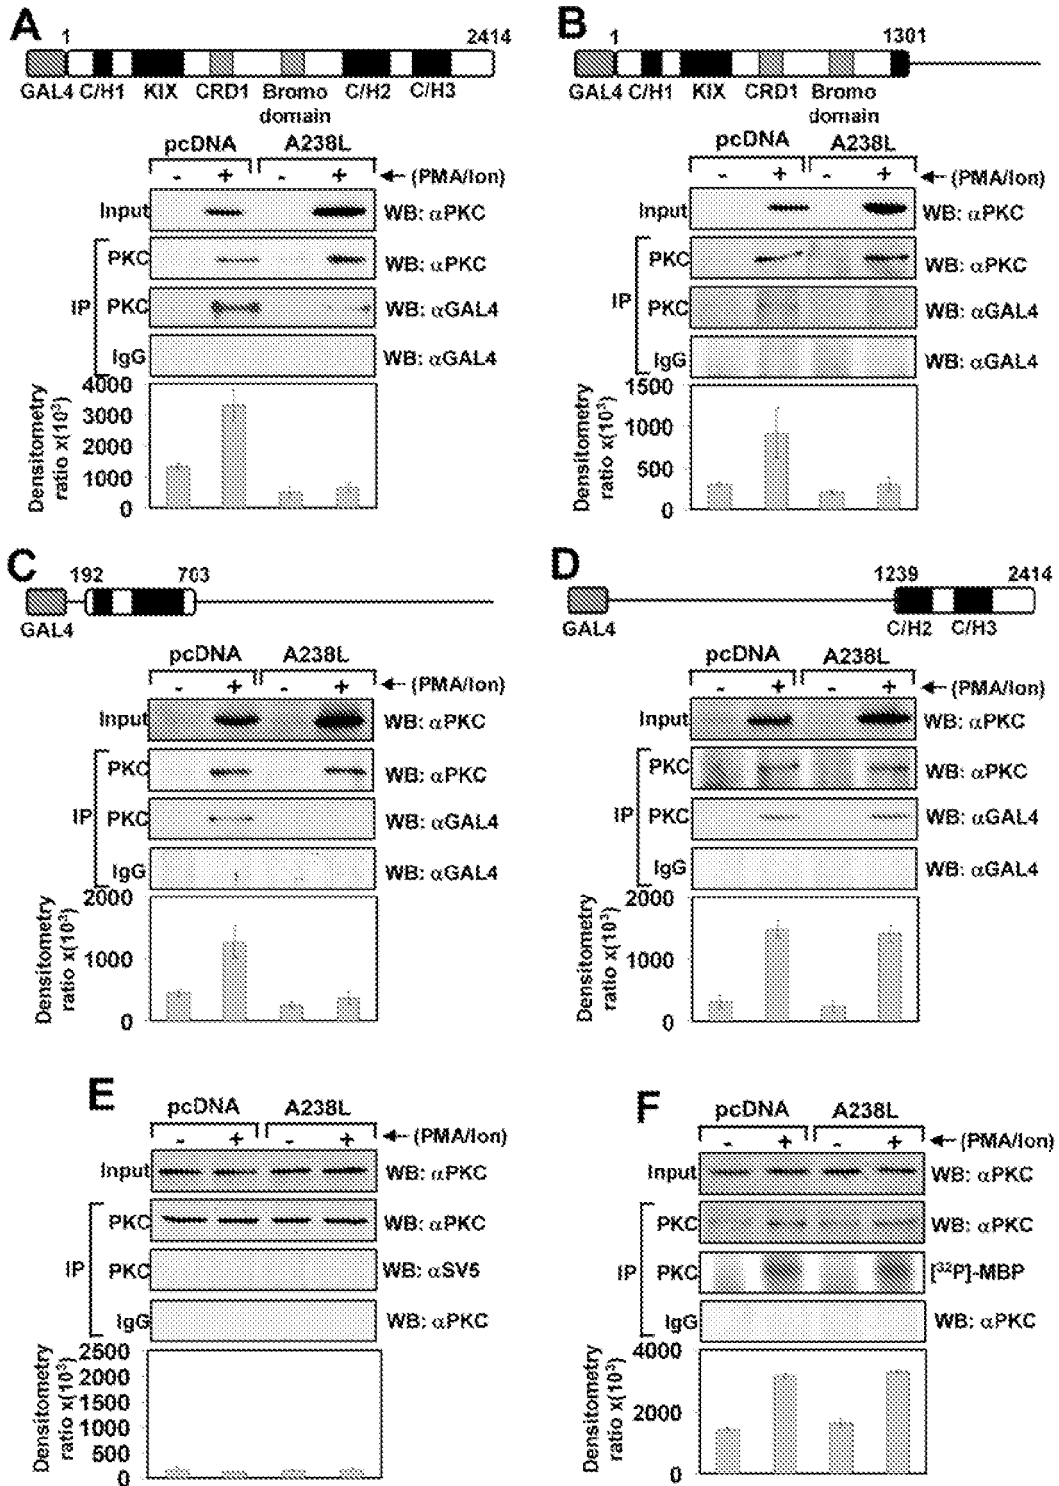 A
1 2414
GAL4 C/H1 KIX CRD1 Bromo domain C/H2 C/H3
pcDNA A238L
- + - + (PMA/Ion)
Input WB: αPKC
IP
PKC WB: αPKC
PKC WB: αGAL4
IgG WB: αGAL4
Densitometry ratio x(10³)
4000
3000
2000
1000
0
B
1 1301
GAL4 C/H1 KIX CRD1 Bromo domain
pcDNA A238L
- + - + (PMA/Ion)
Input WB: αPKC
IP
PKC WB: αPKC
PKC WB: αGAL4
IgG WB: αGAL4
Densitometry ratio x(10³)
1500
1000
500
0
C
192 703
GAL4
pcDNA A238L
- + - + (PMA/Ion)
Input WB: αPKC
IP
PKC WB: αPKC
PKC WB: αGAL4
IgG WB: αGAL4
Densitometry ratio x(10³)
2000
1000
0
D
1239 2414
GAL4 C/H2 C/H3
pcDNA A238L
- + - + (PMA/Ion)
Input WB: αPKC
IP
PKC WB: αPKC
PKC WB: αGAL4
IgG WB: αGAL4
Densitometry ratio x(10³)
2000
1000
0
E
pcDNA A238L
- + - + (PMA/Ion)
Input WB: αPKC
IP
PKC WB: αPKC
PKC WB: αSV5
IgG WB: αPKC
Densitometry ratio x(10³)
2500
2000
1500
1000
500
0
F
pcDNA A238L
- + - + (PMA/Ion)
Input WB: αPKC
IP
PKC WB: αPKC
PKC [³²P]-MBP
IgG WB: αPKC
Densitometry ratio x(10³)
4000
2000
0